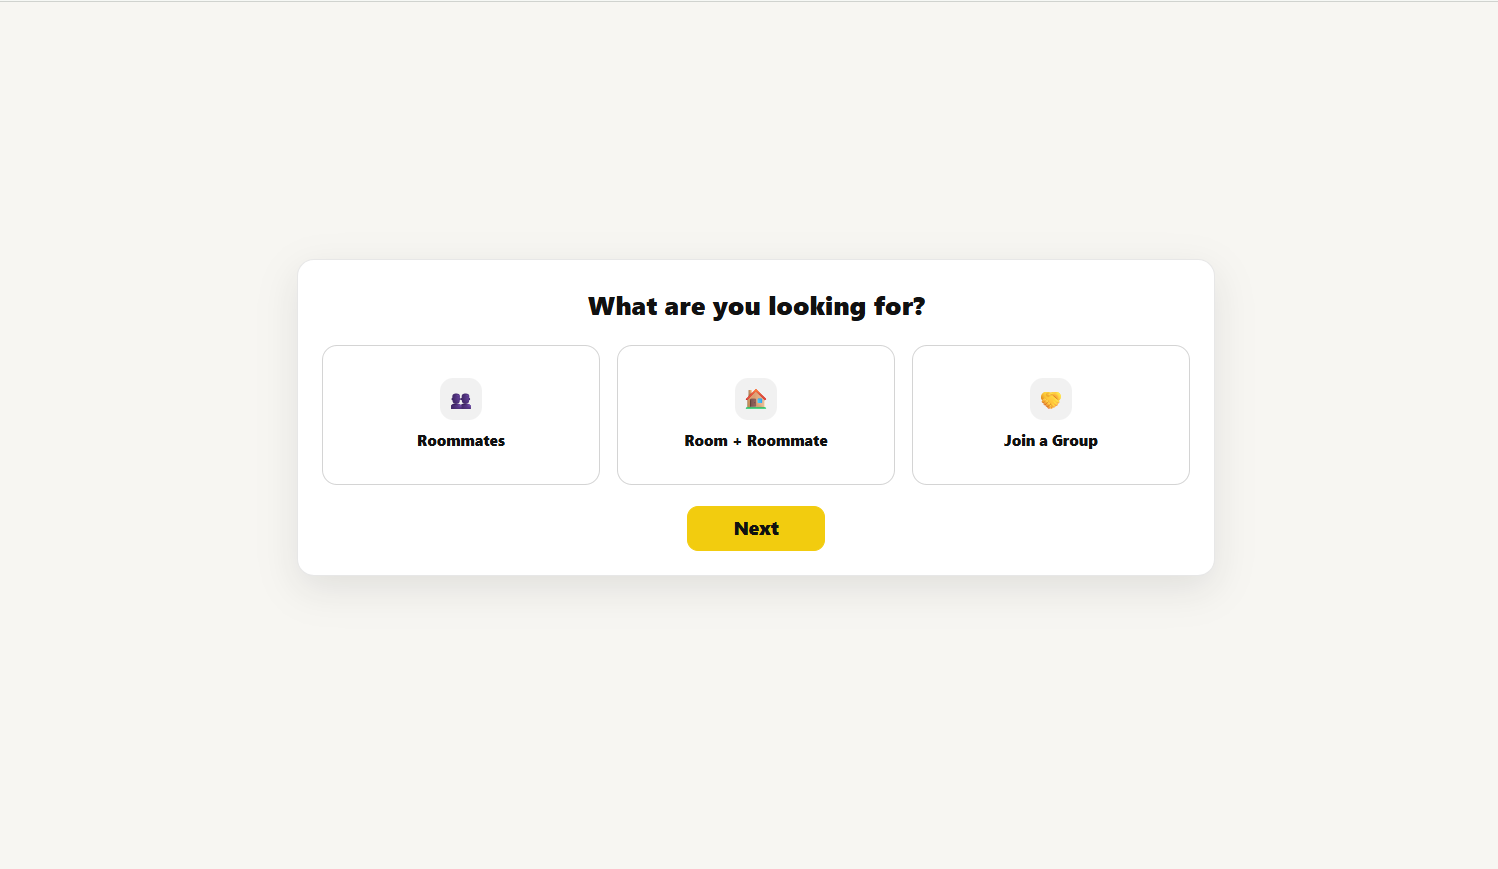 What are you looking for?
Roommates
Room + Roommate
Join a Group
Next